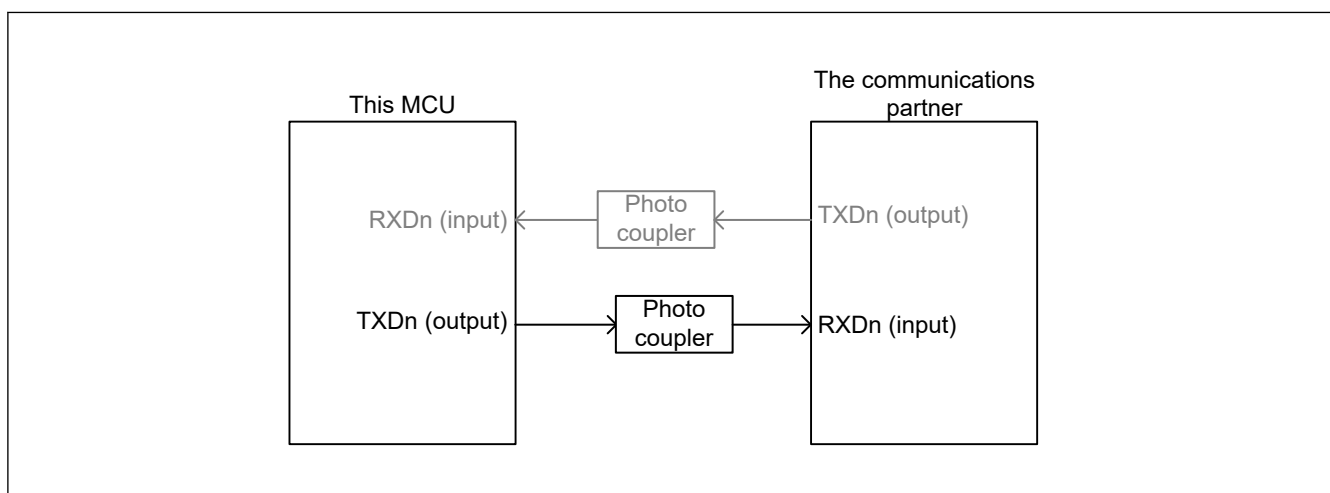 This MCU
The communications
partner
RXDn (input)
Photo
coupler
TXDn (output)
TXDn (output)
Photo
coupler
RXDn (input)